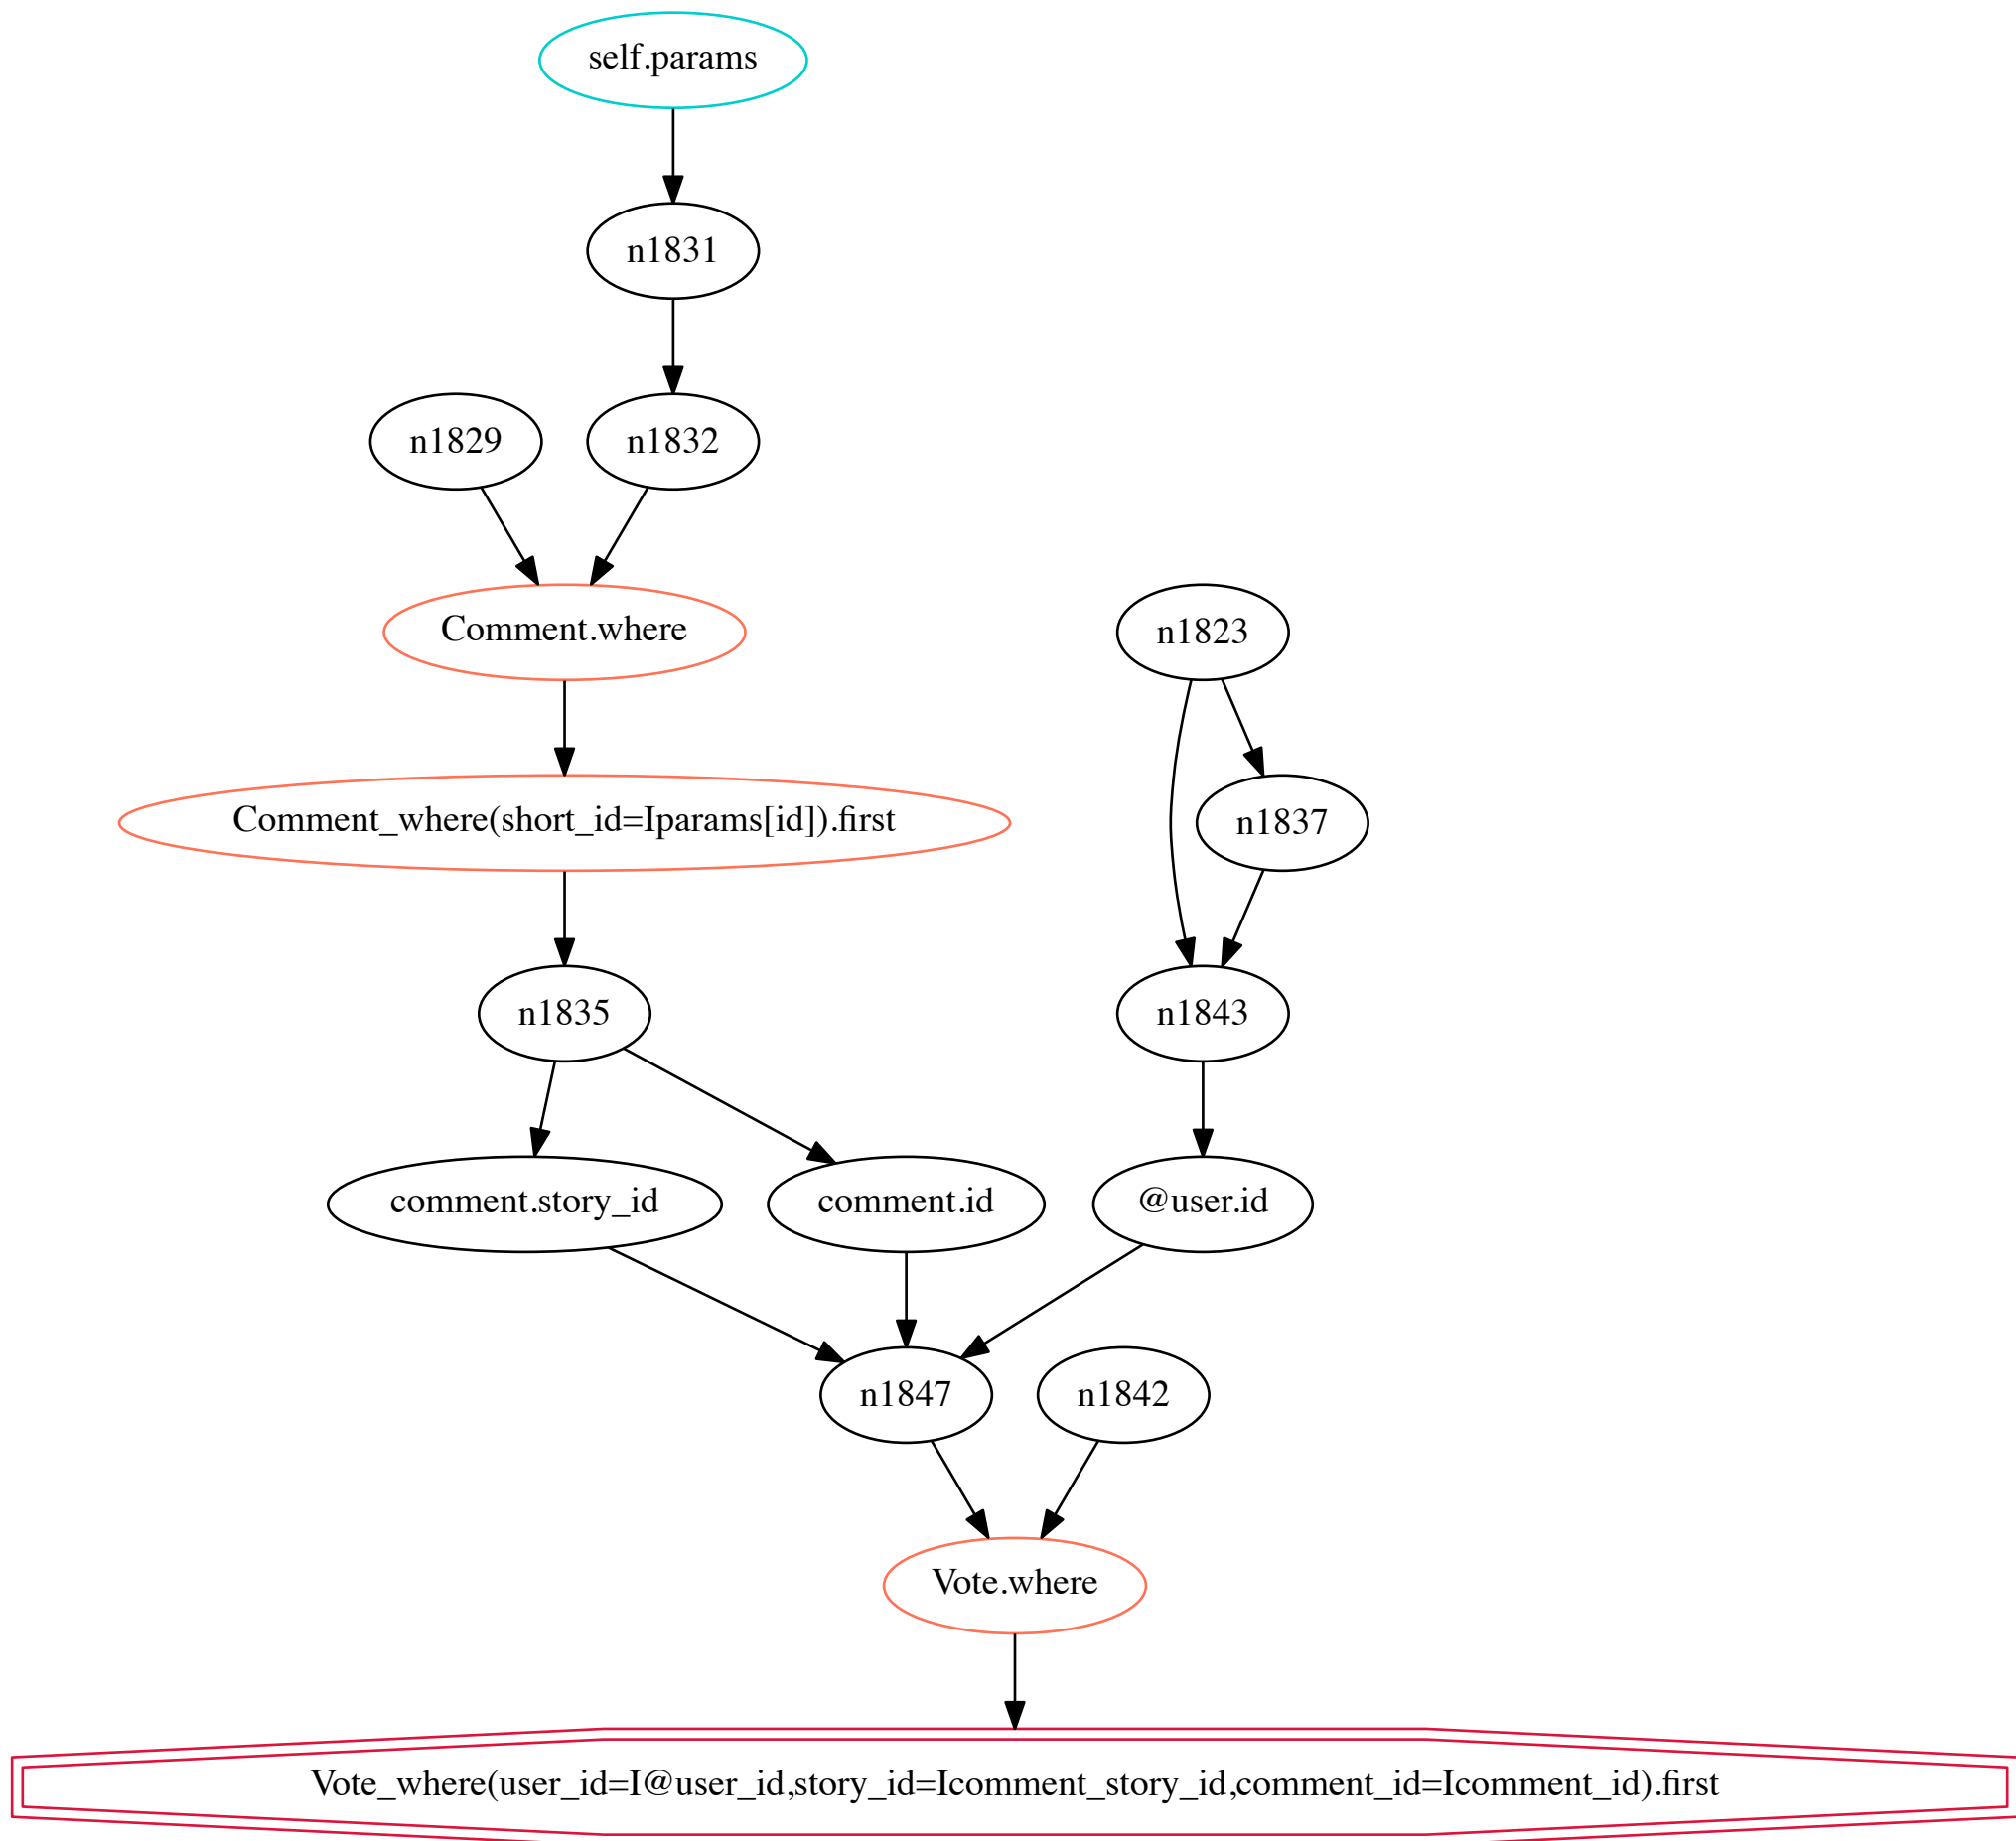 self.params
n1831
n1829
n1832
Comment.where
n1823
Comment_where(short_id=Iparams[id]).first
n1837
n1835
n1843
comment.story_id
comment.id
@user.id
n1847
n1842
Vote.where
Vote_where(user_id=I@user_id,story_id=Icomment_story_id,comment_id=Icomment_id).first